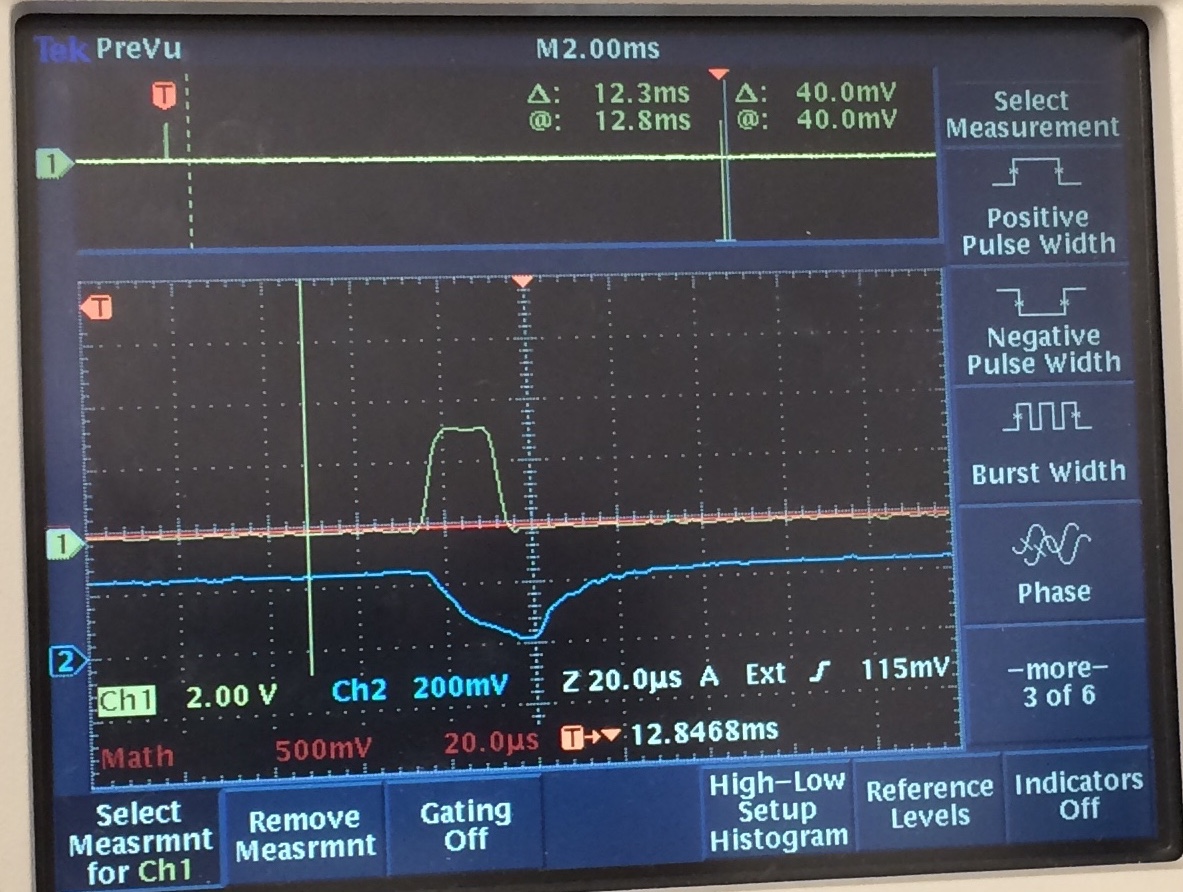 Tek PreVu
M2.00ms
T
Δ: 12.3ms
@: 12.8ms
Δ: 40.0mV
@: 40.0mV
1
Select
Measurement
Positive
Pulse Width
Negative
Pulse Width
Burst Width
Phase
–more–
3 of 6
T
1
2
Ch1 2.00 V
Ch2 200mV
Z 20.0μs A Ext ʃ 115mV
Math 500mV 20.0μs
T→▼ 12.8468ms
Select
Measrmnt
for Ch1
Remove
Measrmnt
Gating
Off
High–Low
Setup
Histogram
Reference
Levels
Indicators
Off